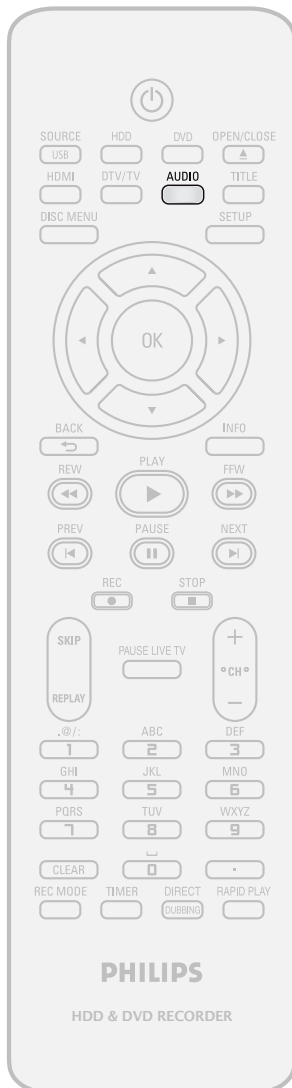 SOURCE HDD DVD OPEN/CLOSE
USB
HDMI DTV/TV AUDIO TITLE
DISC MENU SETUP
OK
BACK INFO
REW PLAY FFW
PREV PAUSE NEXT
REC STOP
SKIP PAUSE LIVE TV +
CH
REPLAY −
.@/: ABC DEF
1 2 3
GHI JKL MNO
4 5 6
PQRS TUV WXYZ
7 8 9
CLEAR 0 .
REC MODE TIMER DIRECT RAPID PLAY
DUBBING
PHILIPS
HDD & DVD RECORDER